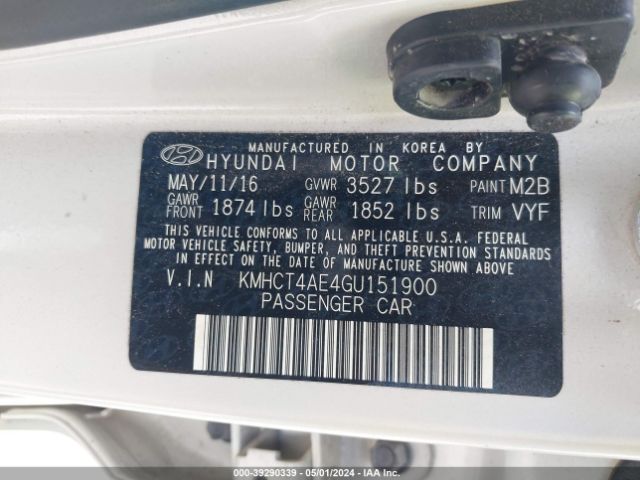 MANUFACTURED IN KOREA BY
HYUNDAI MOTOR COMPANY
MAY/11/16 GVWR 3527 lbs PAINT M2B
GAWR FRONT 1874 lbs GAWR REAR 1852 lbs TRIM VYF
THIS VEHICLE CONFORMS TO ALL APPLICABLE U.S.A. FEDERAL
MOTOR VEHICLE SAFETY, BUMPER, AND THEFT PREVENTION STANDARDS
IN EFFECT ON THE DATE OF MANUFACTURE SHOWN ABOVE
V.I.N KMHCT4AE4GU151900
PASSENGER CAR
000-39290339 - 05/01/2024 - IAAI.com